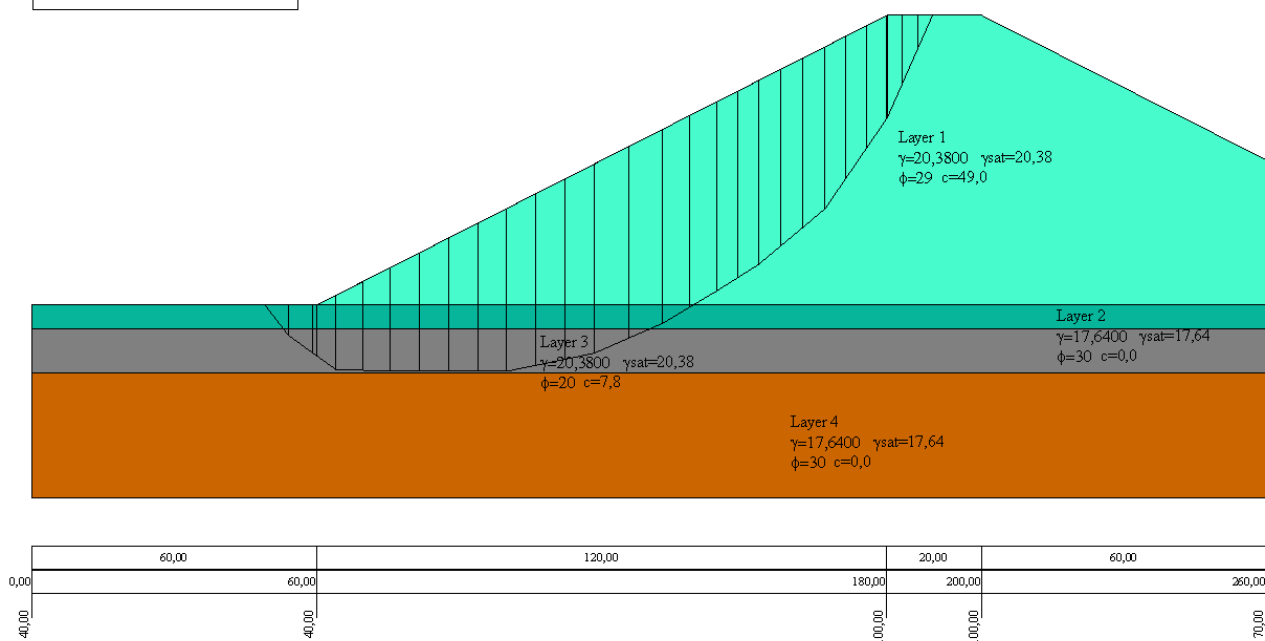 Layer 1
γ=20,3800 γsat=20,38
ϕ=29 c=49,0
Layer 2
γ=17,6400 γsat=17,64
ϕ=30 c=0,0
Layer 3
γ=20,3800 γsat=20,38
ϕ=20 c=7,8
Layer 4
γ=17,6400 γsat=17,64
ϕ=30 c=0,0
60,00 120,00 20,00 60,00
0,00 60,00 180,00 200,00 260,00
40,00 40,00 70,00